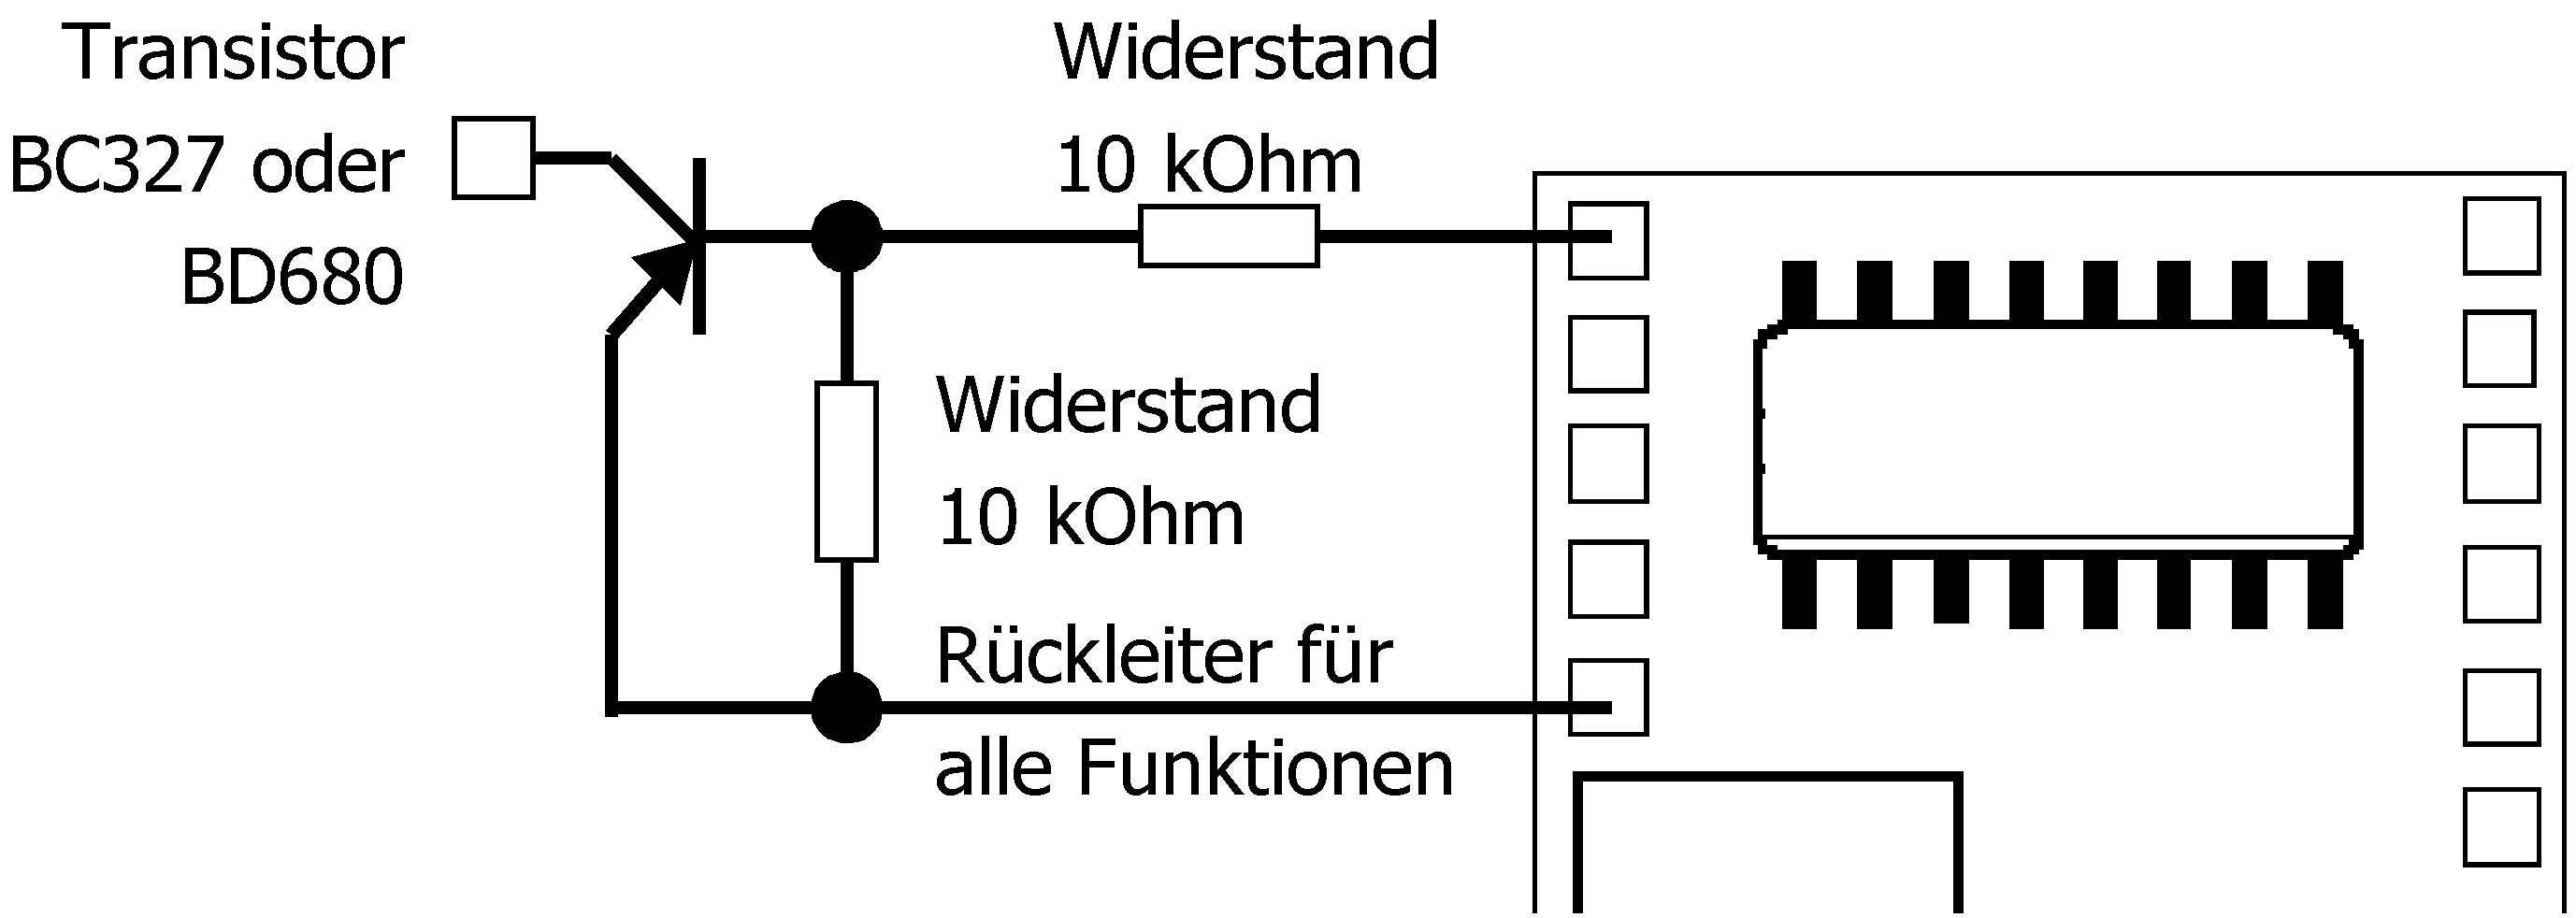 Transistor
BC327 oder
BD680
Widerstand
10 kOhm
Widerstand
10 kOhm
Rückleiter für
alle Funktionen